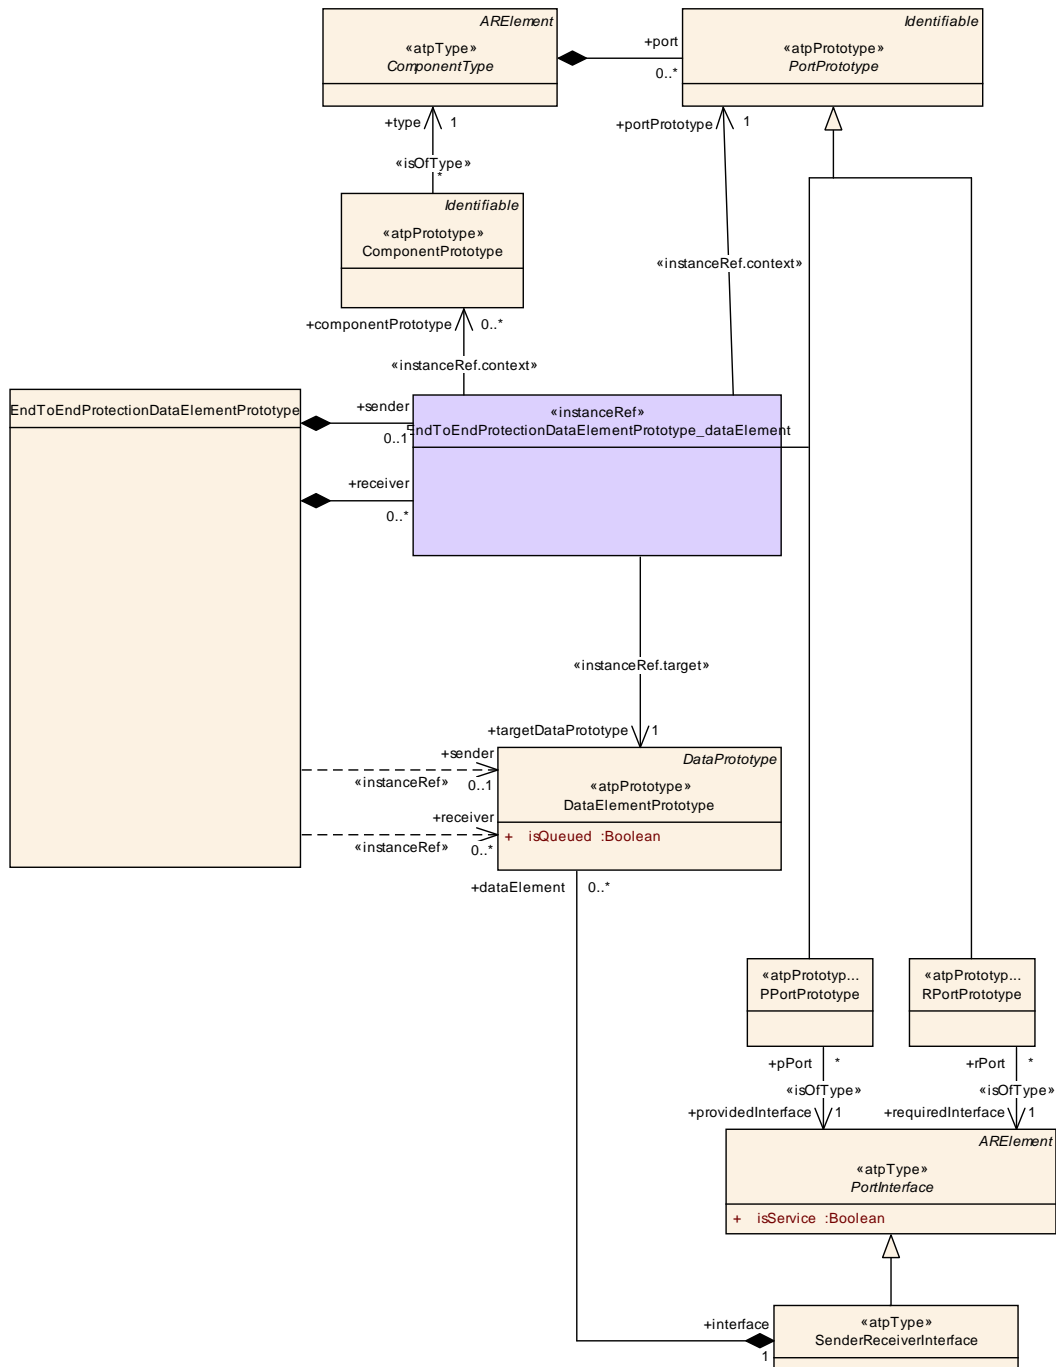 ARElement
«atpType»
ComponentType
+port
0..*
Identifiable
«atpPrototype»
PortPrototype
+type
1
«isOfType»
*
+portPrototype
1
Identifiable
«atpPrototype»
ComponentPrototype
«instanceRef.context»
+componentPrototype
0..*
«instanceRef.context»
EndToEndProtectionDataElementPrototype
+sender
0..1
«instanceRef»
EndToEndProtectionDataElementPrototype_dataElement
+receiver
0..*
«instanceRef.target»
+targetDataPrototype
1
+sender
0..1
«instanceRef»
DataPrototype
«atpPrototype»
DataElementPrototype
+receiver
0..*
«instanceRef»
+ isQueued :Boolean
+dataElement
0..*
«atpPrototyp...
PPortPrototype
«atpPrototyp...
RPortPrototype
+pPort
*
+rPort
*
«isOfType»
«isOfType»
+providedInterface
1
+requiredInterface
1
ARElement
«atpType»
PortInterface
+ isService :Boolean
+interface
1
«atpType»
SenderReceiverInterface